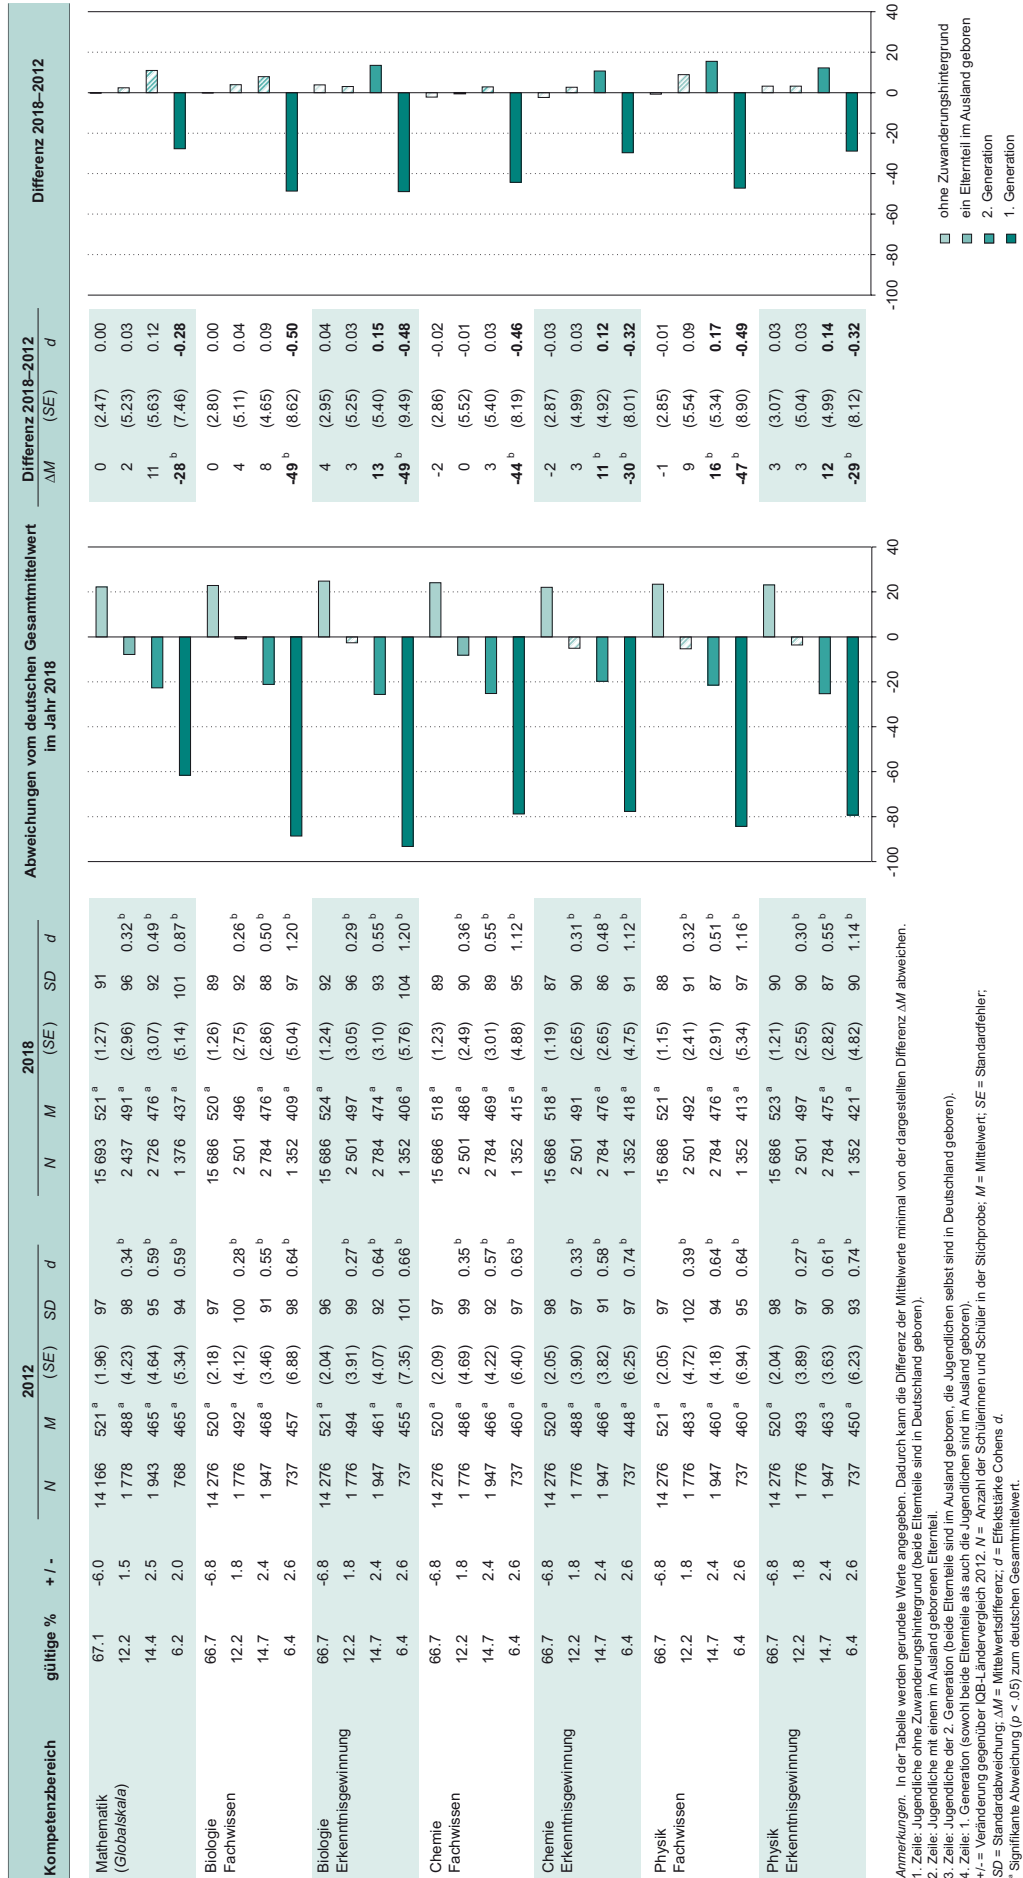 Kompetenzbereich gültige % + / - 2012 2018 Abweichungen vom deutschen Gesamtmittelwert im Jahr 2018 Differenz 2018–2012 Differenz 2018–2012
N M (SE) SD d N M (SE) SD d ΔM (SE) d
Mathematik 67.1 -6.0 14 166 521 a (1.96) 97 15 693 521 a (1.27) 91 0 (2.47) 0.00
(Globalskala) 12.2 1.5 1 778 488 a (4.23) 98 0.34 b 2 437 491 a (2.96) 96 0.32 b 2 (5.23) 0.03
14.4 2.5 1 943 465 a (4.64) 95 0.59 b 2 726 476 a (3.07) 92 0.49 b 11 (5.63) 0.12
6.2 2.0 768 465 a (5.34) 94 0.59 b 1 376 437 a (5.14) 101 0.87 b -28 b (7.46) -0.28
Biologie 66.7 -6.8 14 276 520 a (2.18) 97 15 686 520 a (1.26) 89 0 (2.80) 0.00
Fachwissen 12.2 1.8 1 776 492 a (4.12) 100 0.28 b 2 501 496 (2.75) 92 0.26 b 4 (5.11) 0.04
14.7 2.4 1 947 468 a (3.46) 91 0.55 b 2 784 476 a (2.86) 88 0.50 b 8 (4.65) 0.09
6.4 2.6 737 457 (6.88) 98 0.64 b 1 352 409 a (5.04) 97 1.20 b -49 b (8.62) -0.50
Biologie 66.7 -6.8 14 276 521 a (2.04) 96 15 686 524 a (1.24) 92 4 (2.95) 0.04
Erkenntnisgewinnung 12.2 1.8 1 776 494 (3.91) 99 0.27 b 2 501 497 (3.05) 96 0.29 b 3 (5.25) 0.03
14.7 2.4 1 947 461 a (4.07) 92 0.64 b 2 784 474 a (3.10) 93 0.55 b 13 (5.40) 0.15
6.4 2.6 737 455 a (7.35) 101 0.66 b 1 352 406 a (5.76) 104 1.20 b -49 b (9.49) -0.48
Chemie 66.7 -6.8 14 276 520 a (2.09) 97 15 686 518 a (1.23) 89 -2 (2.86) -0.02
Fachwissen 12.2 1.8 1 776 486 a (4.69) 99 0.35 b 2 501 486 a (2.49) 90 0.36 b 0 (5.52) -0.01
14.7 2.4 1 947 466 a (4.22) 92 0.57 b 2 784 469 a (3.01) 89 0.55 b 3 (5.40) 0.03
6.4 2.6 737 460 a (6.40) 97 0.63 b 1 352 415 a (4.88) 95 1.12 b -44 b (8.19) -0.46
Chemie 66.7 -6.8 14 276 520 a (2.05) 98 15 686 518 a (1.19) 87 -2 (2.87) -0.03
Erkenntnisgewinnung 12.2 1.8 1 776 488 a (3.90) 97 0.33 b 2 501 491 (2.65) 90 0.31 b 3 (4.99) 0.03
14.7 2.4 1 947 466 a (3.82) 91 0.58 b 2 784 476 a (2.65) 86 0.48 b 11 b (4.92) 0.12
6.4 2.6 737 448 a (6.25) 97 0.74 b 1 352 418 a (4.75) 91 1.12 b -30 b (8.01) -0.32
Physik 66.7 -6.8 14 276 521 a (2.05) 97 15 686 521 a (1.15) 88 -1 (2.85) -0.01
Fachwissen 12.2 1.8 1 776 483 a (4.72) 102 0.39 b 2 501 492 (2.41) 91 0.32 b 9 (5.54) 0.09
14.7 2.4 1 947 460 a (4.18) 94 0.64 b 2 784 476 a (2.91) 87 0.51 b 16 b (5.34) 0.17
6.4 2.6 737 460 a (6.94) 95 0.64 b 1 352 413 a (5.34) 97 1.16 b -47 b (8.90) -0.49
Physik 66.7 -6.8 14 276 520 a (2.04) 98 15 686 523 a (1.21) 90 3 (3.07) 0.03
Erkenntnisgewinnung 12.2 1.8 1 776 493 (3.89) 97 0.27 b 2 501 497 (2.55) 90 0.30 b 3 (5.04) 0.03
14.7 2.4 1 947 463 a (3.63) 90 0.61 b 2 784 475 a (2.82) 87 0.55 b 12 (4.99) 0.14
6.4 2.6 737 450 a (6.23) 93 0.74 b 1 352 421 a (4.82) 90 1.14 b -29 b (8.12) -0.32
-100 -80 -60 -40 -20 0 20 40
-100 -80 -60 -40 -20 0 20 40
ohne Zuwanderungshintergrund
ein Elternteil im Ausland geboren
2. Generation
1. Generation
Anmerkungen. In der Tabelle werden gerundete Werte angegeben. Dadurch kann die Differenz der Mittelwerte minimal von der dargestellten Differenz ΔM abweichen.
1. Zeile: Jugendliche ohne Zuwanderungshintergrund (beide Elternteile sind in Deutschland geboren).
2. Zeile: Jugendliche mit einem im Ausland geborenen Elternteil.
3. Zeile: Jugendliche der 2. Generation (beide Elternteile sind im Ausland geboren, die Jugendlichen selbst sind in Deutschland geboren).
4. Zeile: 1. Generation (sowohl beide Elternteile als auch die Jugendlichen sind im Ausland geboren).
+/- = Veränderung gegenüber IQB-Ländervergleich 2012. N = Anzahl der Schülerinnen und Schüler in der Stichprobe; M = Mittelwert; SE = Standardfehler;
SD = Standardabweichung; ΔM = Mittelwertsdifferenz; d = Effektstärke Cohens d.
a Signifikante Abweichung (p < .05) zum deutschen Gesamtmittelwert.